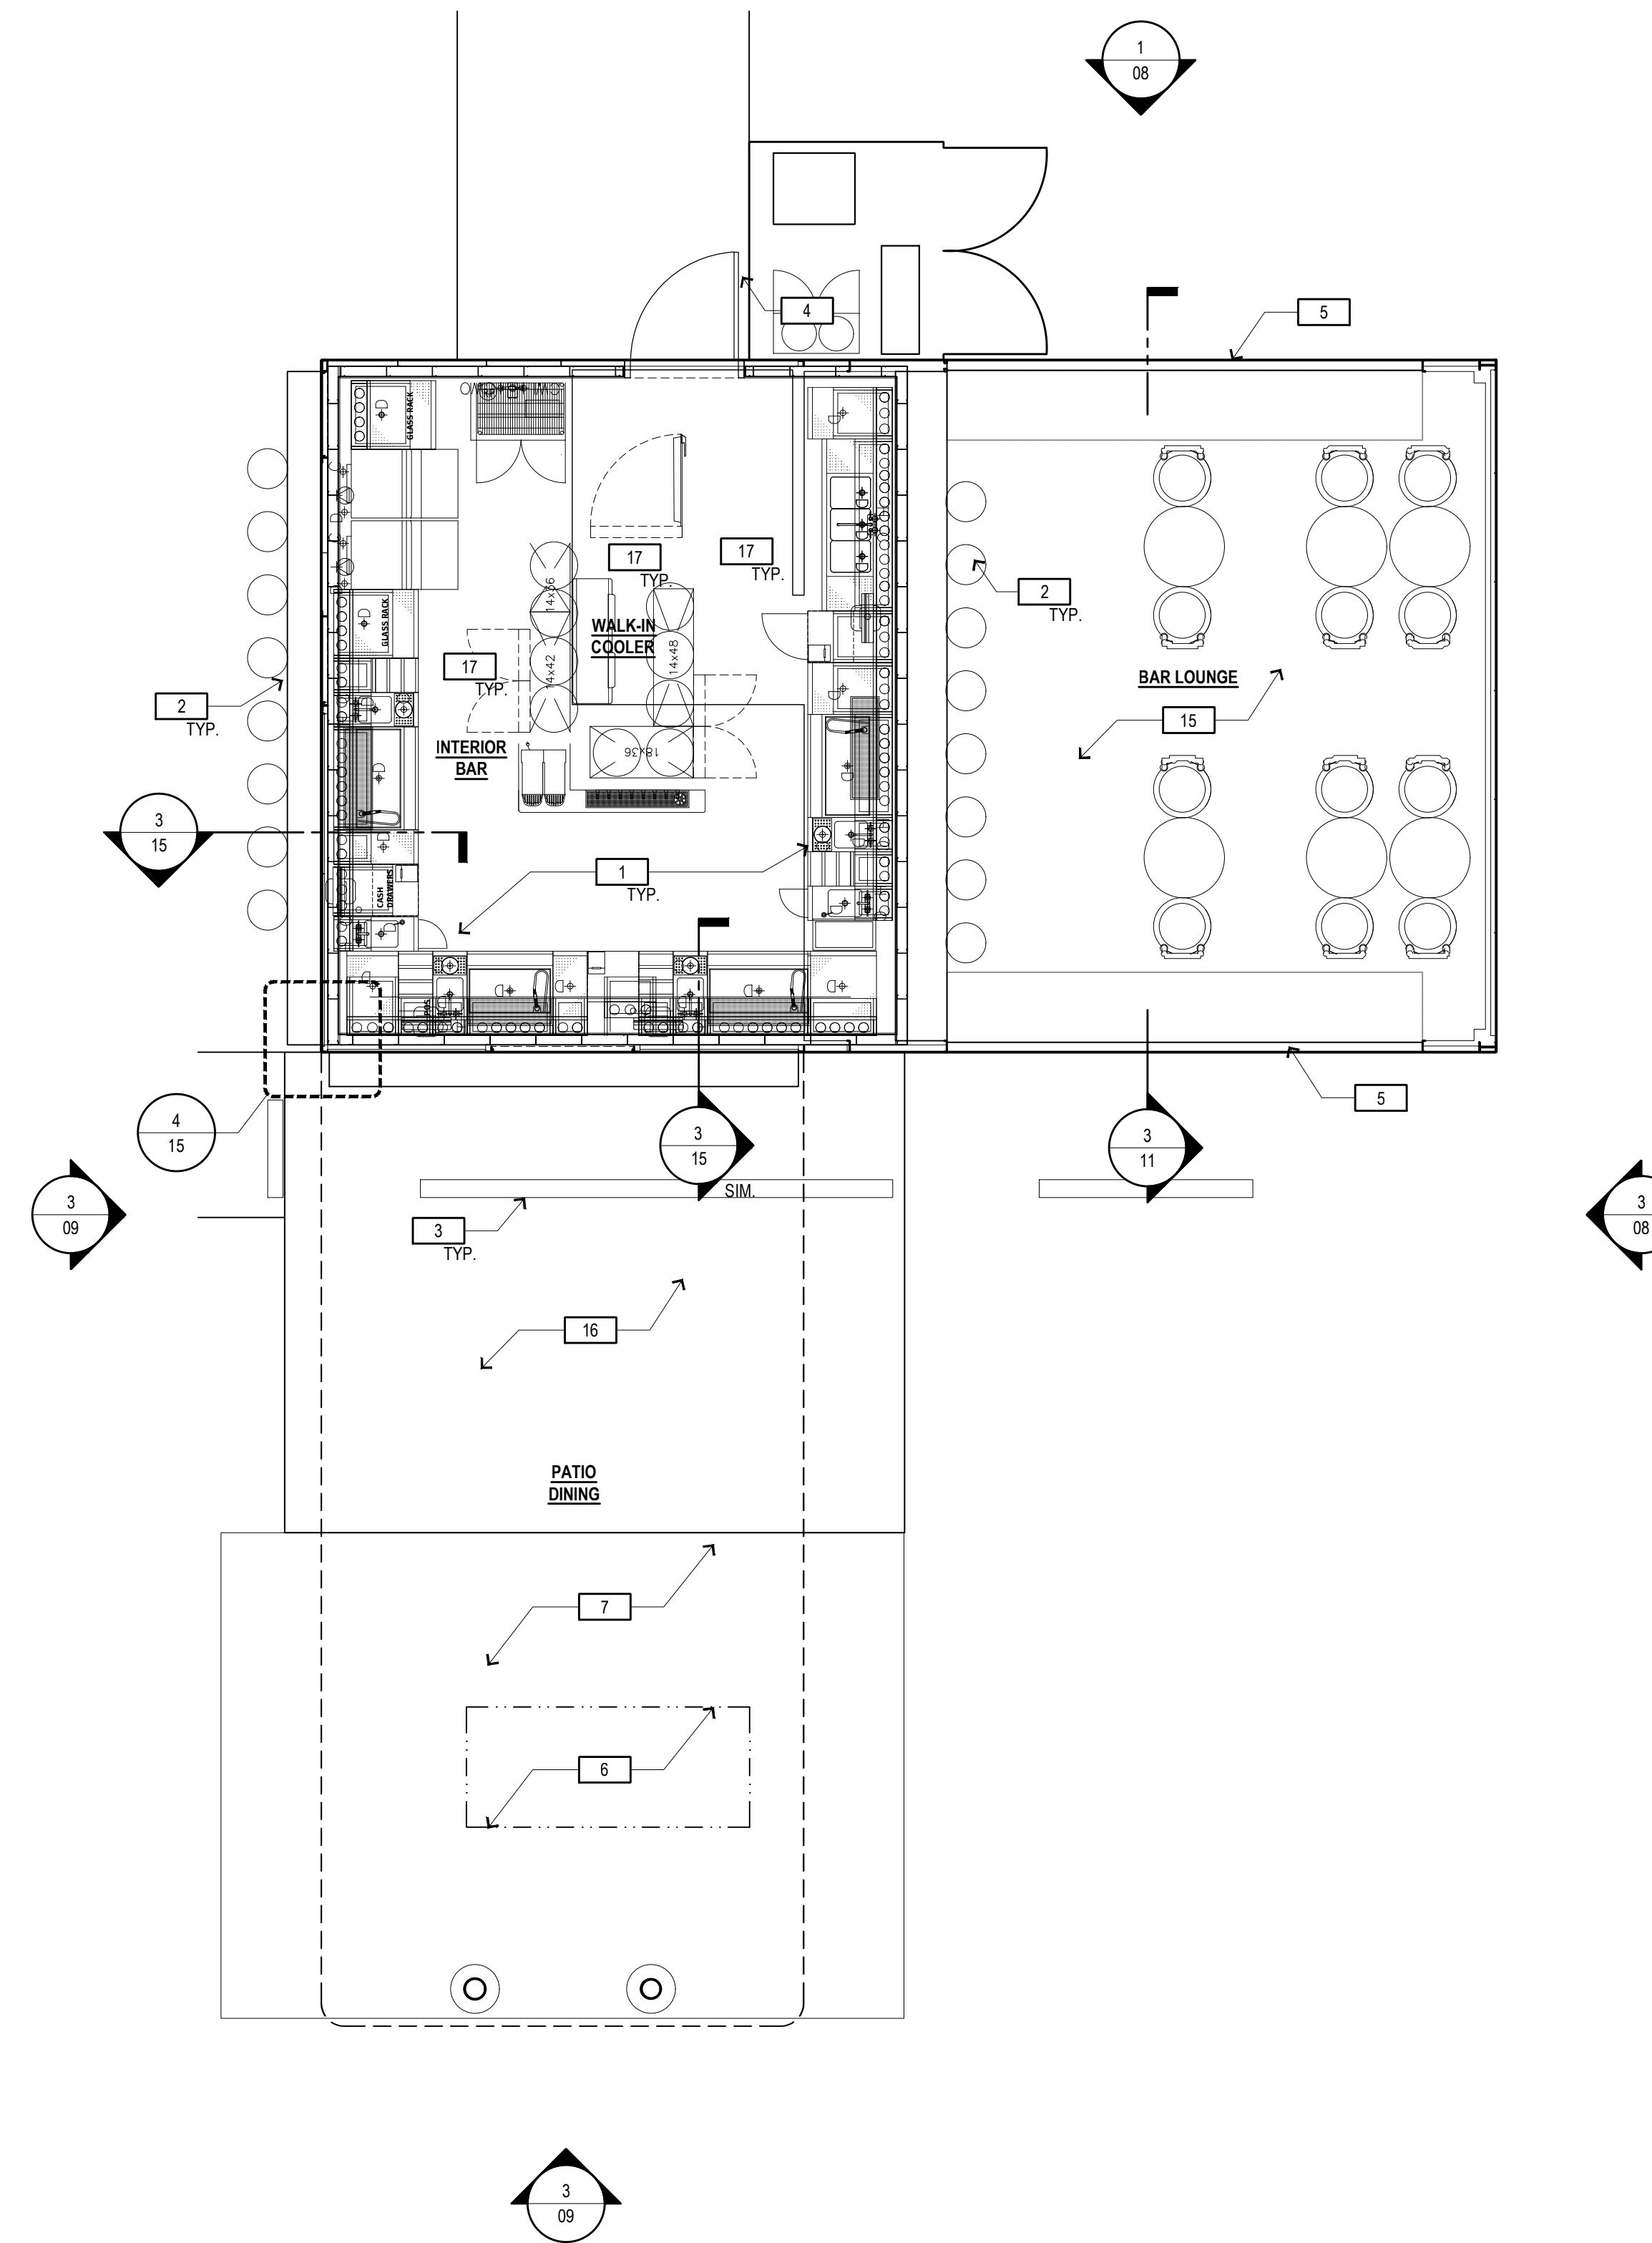 1
08
4
5
GLASS RACK
17
TYP.
17
TYP.
14x36
2
TYP.
GLASS RACK
WALK-IN
COOLER
14x42
14x48
17
TYP.
BAR LOUNGE
2
TYP.
15
INTERIOR
BAR
18x36
3
15
1
TYP.
CASH
DRAWERS
POS
5
4
15
3
15
SIM.
3
11
3
09
3
08
3
TYP.
16
PATIO
DINING
7
6
3
09